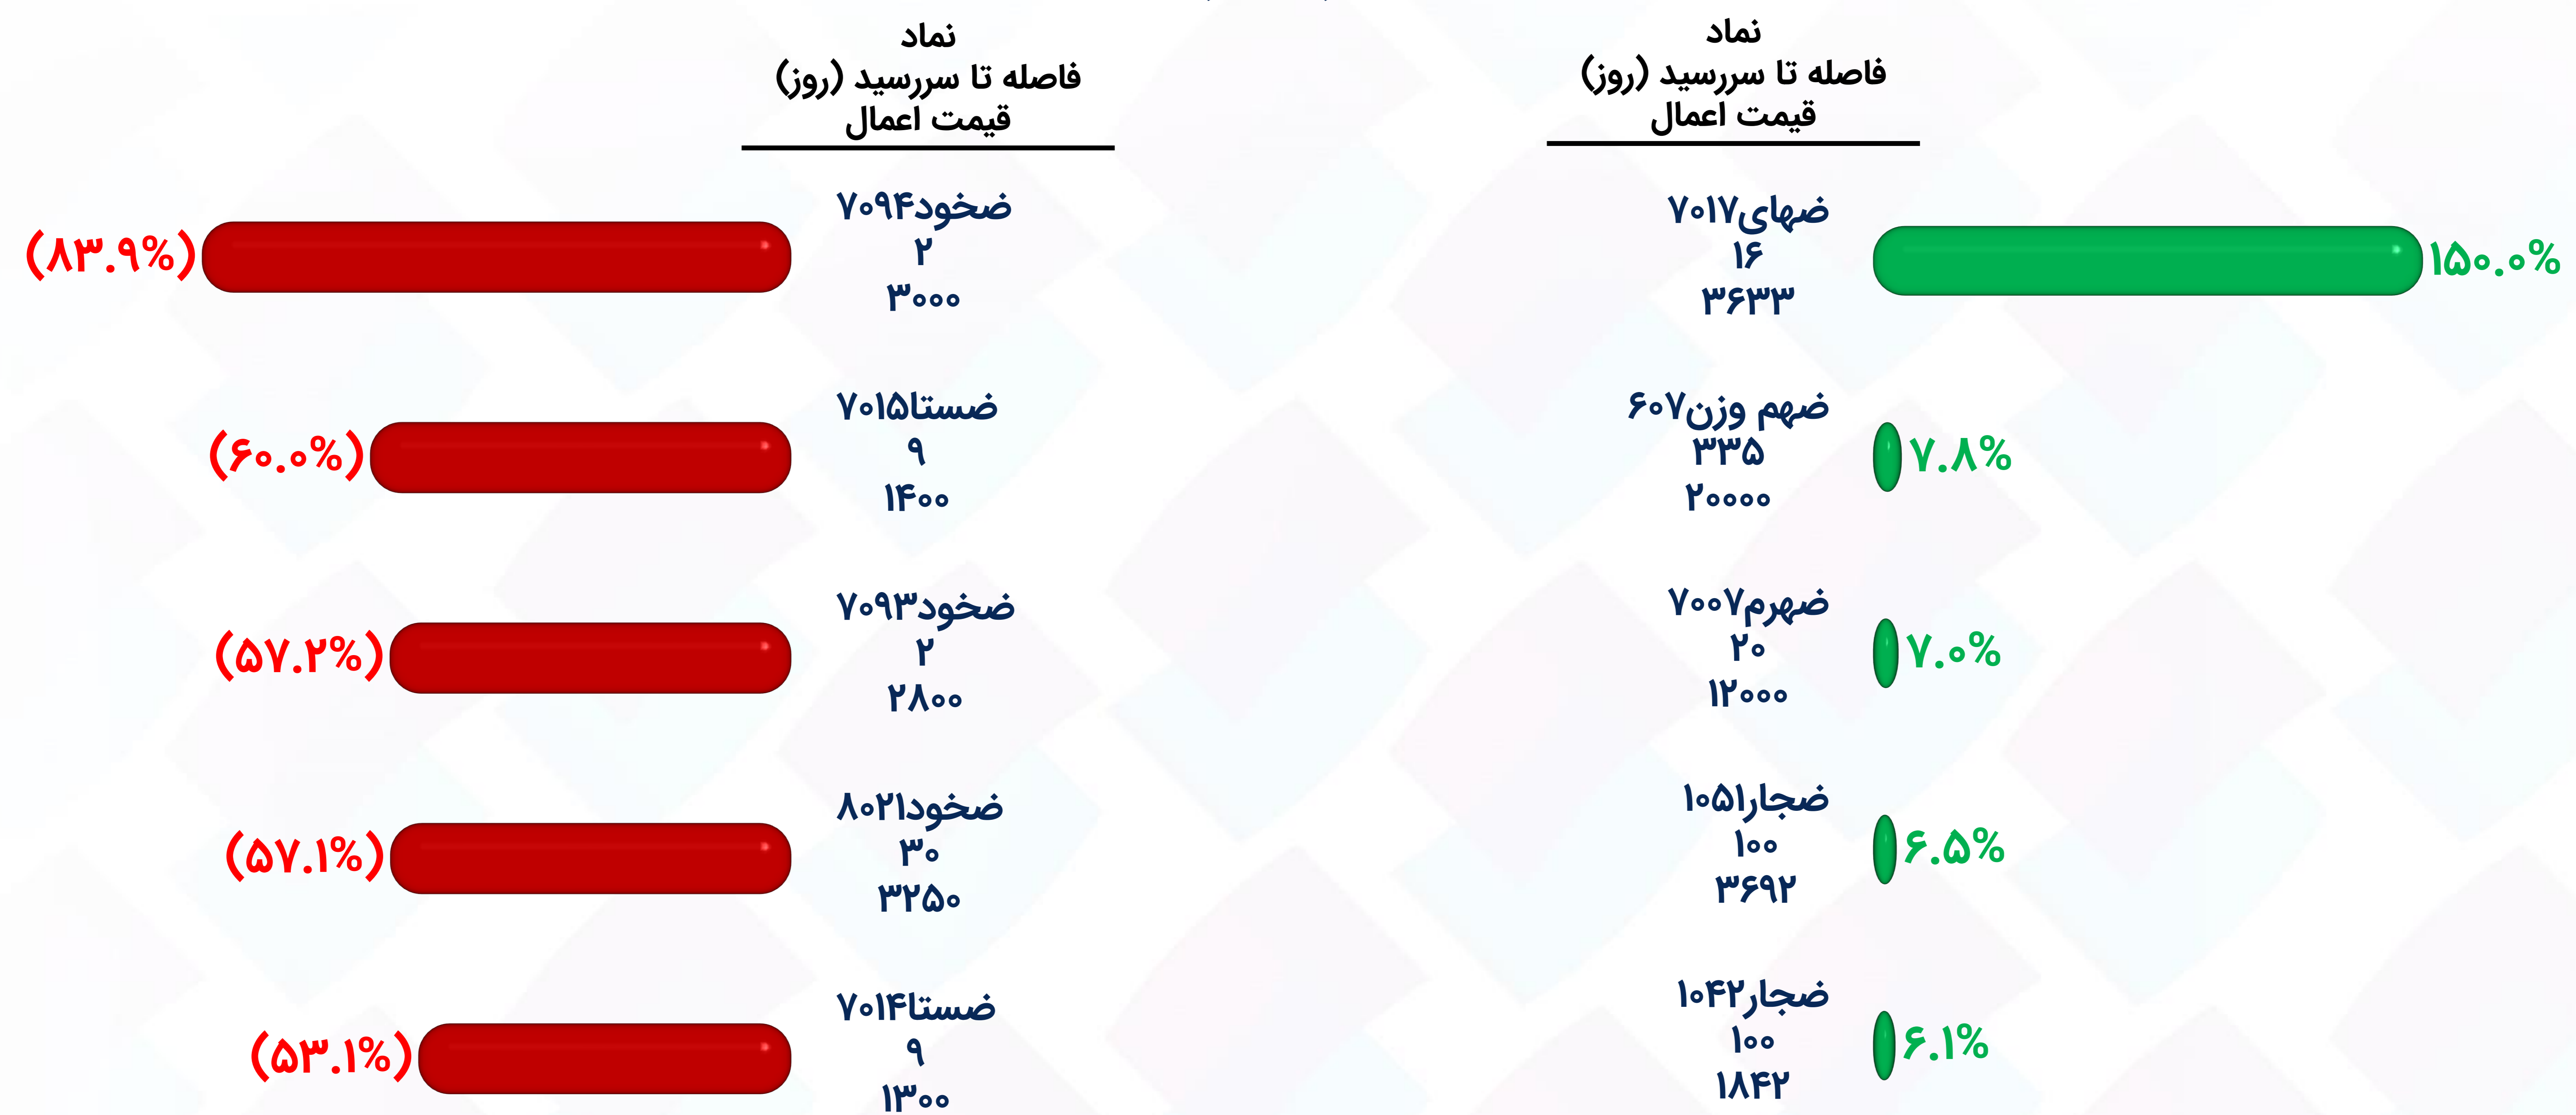 نماد
فاصله تا سررسید (روز)
قیمت اعمال
ضهای۷۰۱۷
۱۶
۳۶۳۳
۱۵۰.۰%
ضهم وزن۶۰۷
۳۳۵
۲۰۰۰۰
۷.۸%
ضهرم۷۰۰۷
۲۰
۱۲۰۰۰
۷.۰%
ضجار۱۰۵۱
۱۰۰
۳۶۹۲
۶.۵%
ضجار۱۰۴۲
۱۰۰
۱۸۴۲
۶.۱%
نماد
فاصله تا سررسید (روز)
قیمت اعمال
ضخود۷۰۹۴
۲
۳۰۰۰
(۸۳.۹%)
ضستا۷۰۱۵
۹
۱۴۰۰
(۶۰.۰%)
ضخود۷۰۹۳
۲
۲۸۰۰
(۵۷.۲%)
ضخود۸۰۲۱
۳۰
۳۲۵۰
(۵۷.۱%)
ضستا۷۰۱۴
۹
۱۳۰۰
(۵۳.۱%)